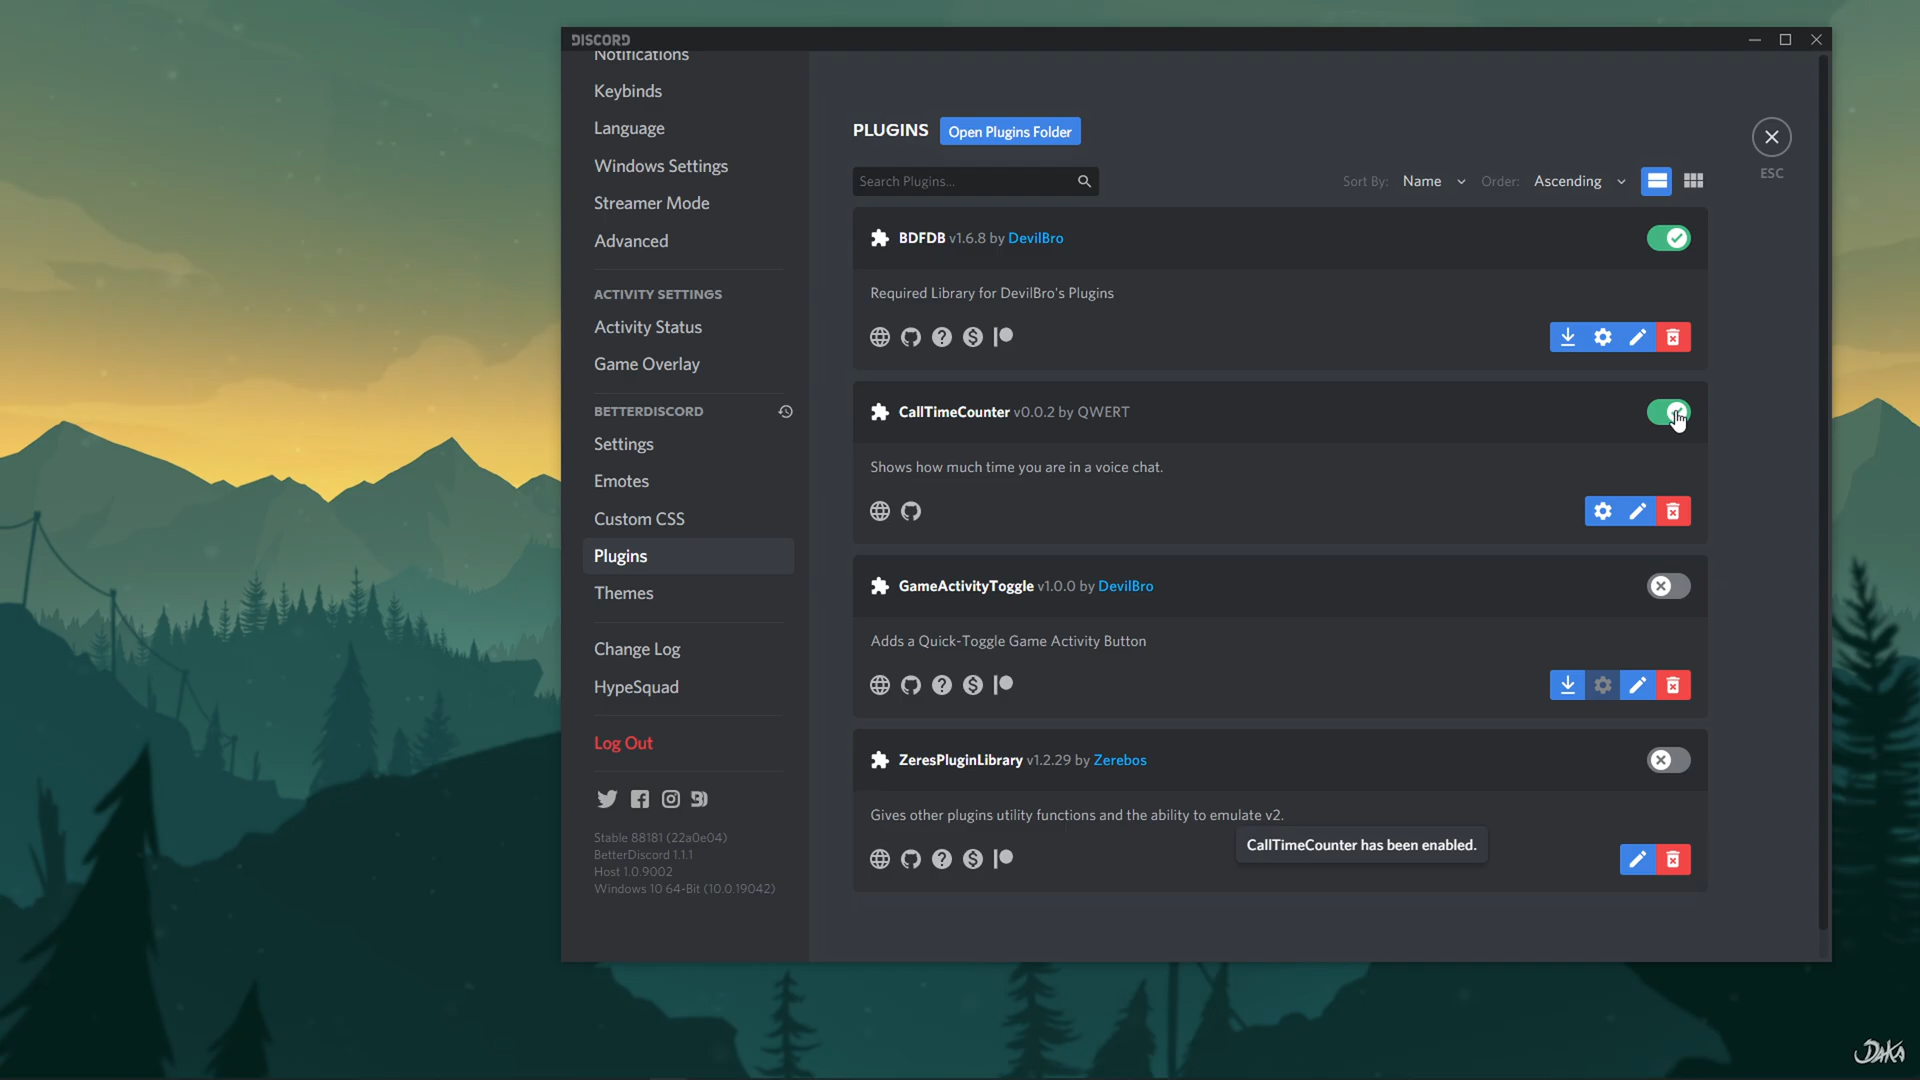 DISCORD
Notifications
Keybinds
Language
Windows Settings
Streamer Mode
Advanced
ACTIVITY SETTINGS
Activity Status
Game Overlay
BETTERDISCORD
Settings
Emotes
Custom CSS
Plugins
Themes
Change Log
HypeSquad
Log Out
Stable 88181 (22a0e04)
BetterDiscord 1.1.1
Host 1.0.9002
Windows 10 64-Bit (10.0.19042)
PLUGINS Open Plugins Folder
ESC
Search Plugins... Sort By: Name Order: Ascending
BDFDB v1.6.8 by DevilBro
Required Library for DevilBro's Plugins
CallTimeCounter v0.0.2 by QWERT
Shows how much time you are in a voice chat.
GameActivityToggle v1.0.0 by DevilBro
Adds a Quick-Toggle Game Activity Button
ZeresPluginLibrary v1.2.29 by Zerebos
Gives other plugins utility functions and the ability to emulate v2.
CallTimeCounter has been enabled.
DAKA